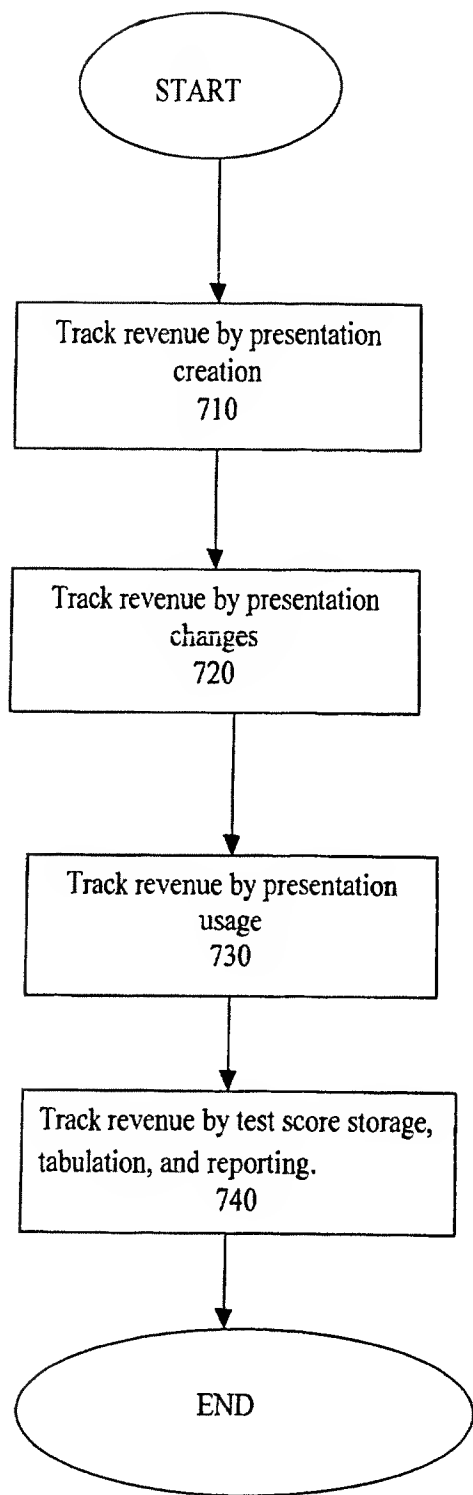 START
Track revenue by presentation
creation
710
Track revenue by presentation
changes
720
Track revenue by presentation
usage
730
Track revenue by test score storage,
tabulation, and reporting.
740
END